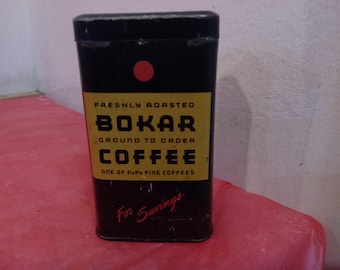 FRESHLY ROASTED
BOKAR
GROUND TO ORDER
COFFEE
ONE OF A&P's FINE COFFEES
For Savings